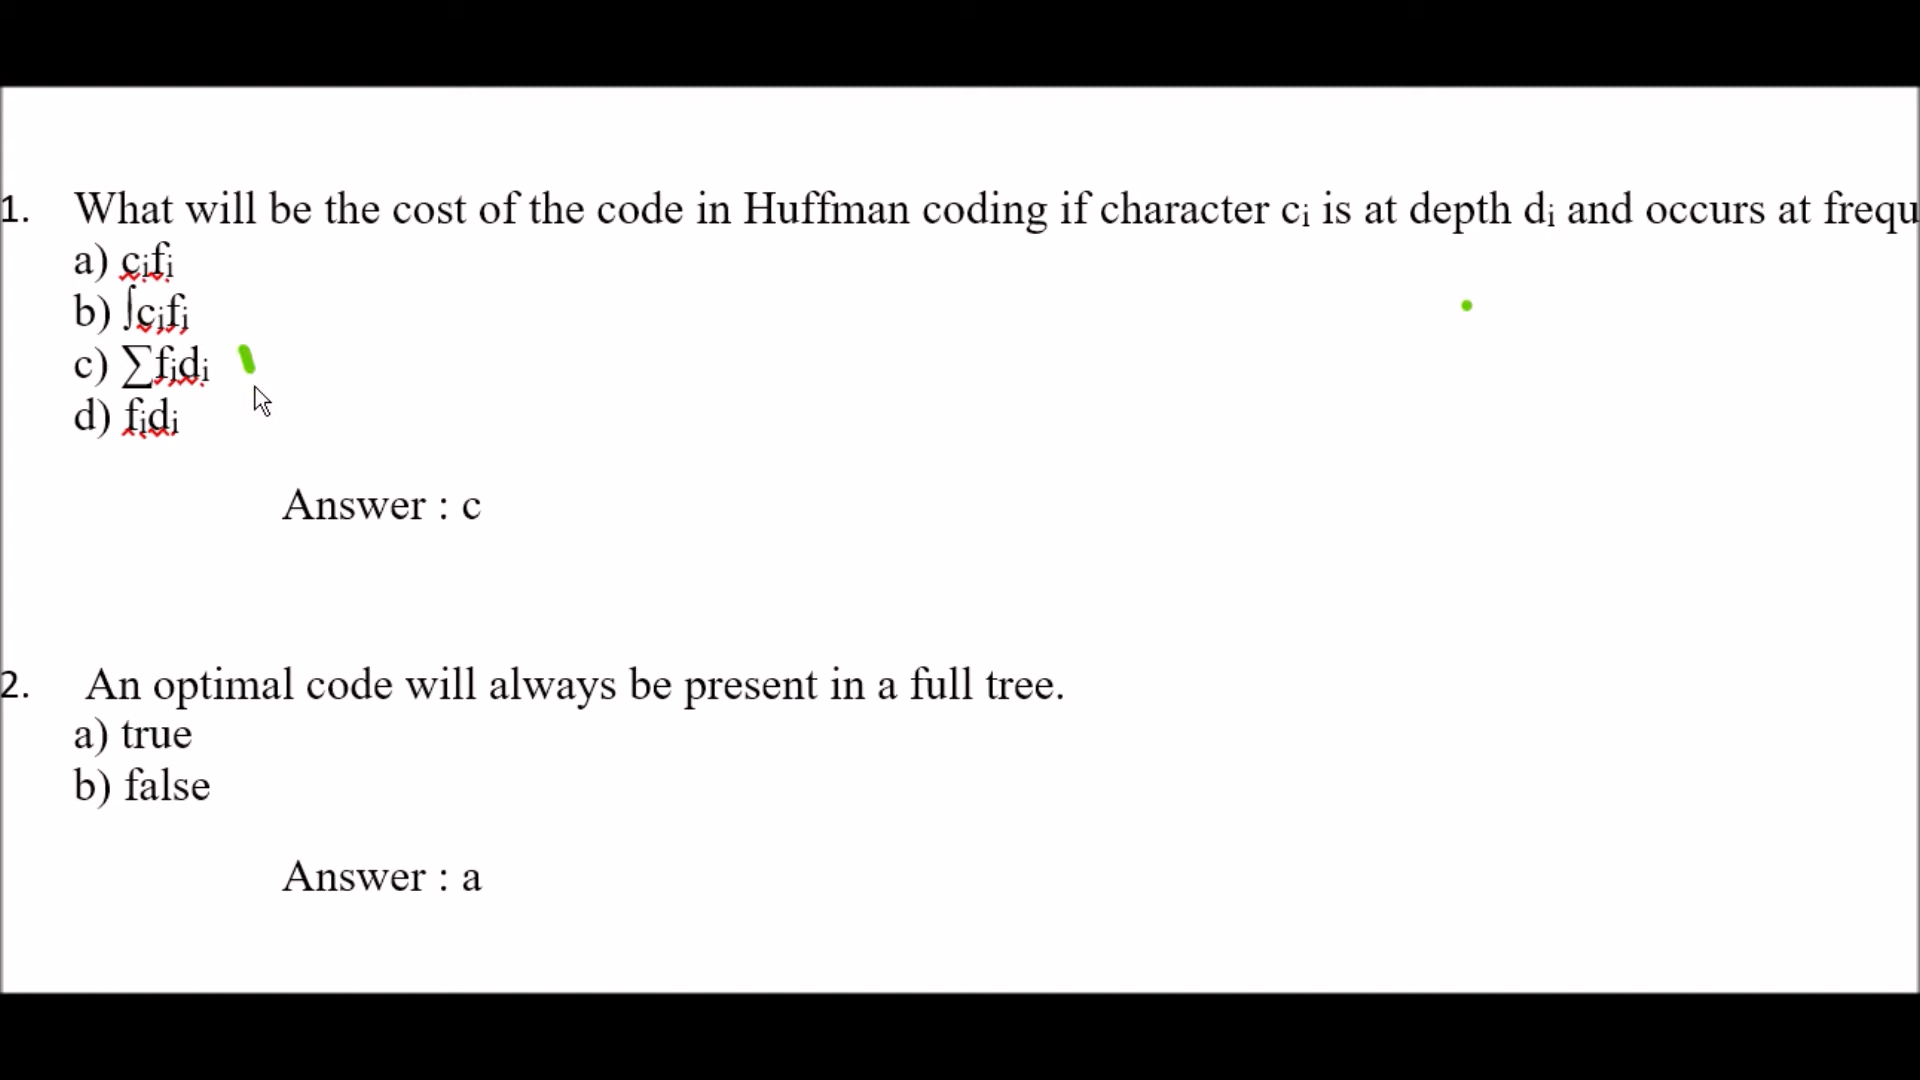 1. What will be the cost of the code in Huffman coding if character cᵢ is at depth dᵢ and occurs at frequ
a) cᵢfᵢ
b) ∫cᵢfᵢ
c) ∑fᵢdᵢ
d) fᵢdᵢ
Answer : c
2. An optimal code will always be present in a full tree.
a) true
b) false
Answer : a